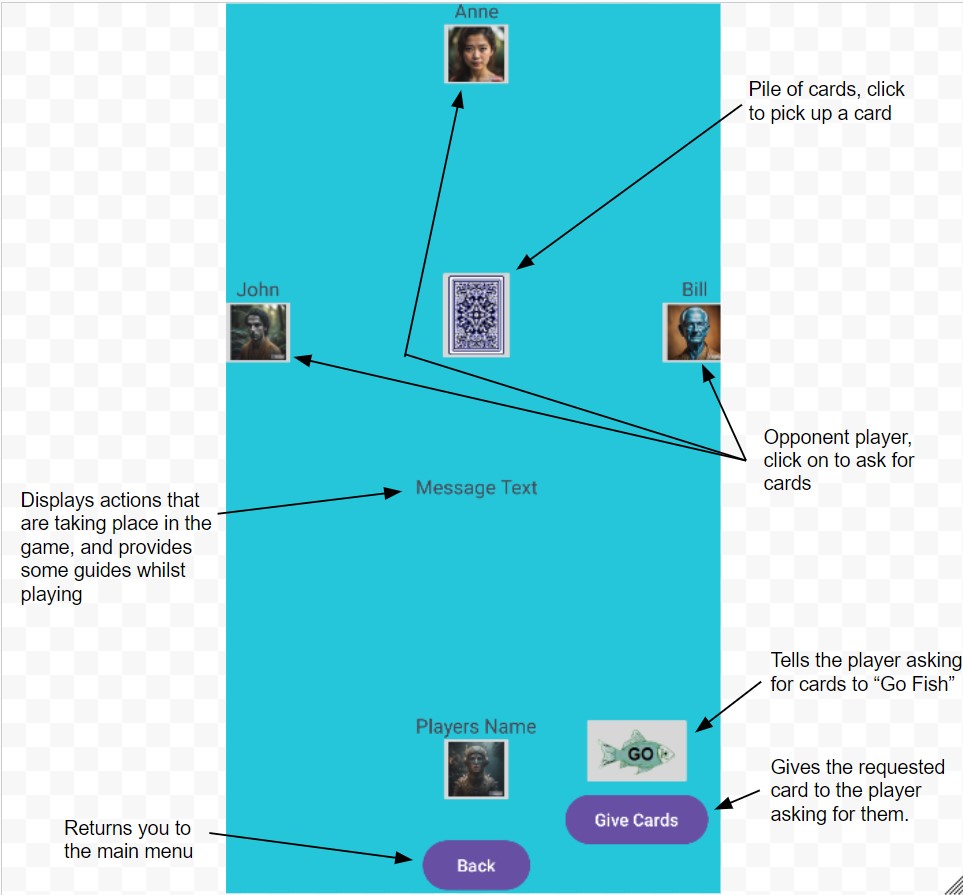 Anne
Pile of cards, click
to pick up a card
John
Bill
Opponent player,
click on to ask for
cards
Message Text
Displays actions that
are taking place in the
game, and provides
some guides whilst
playing
Tells the player asking
for cards to “Go Fish”
Players Name
GO
Gives the requested
card to the player
asking for them.
Give Cards
Returns you to
the main menu
Back